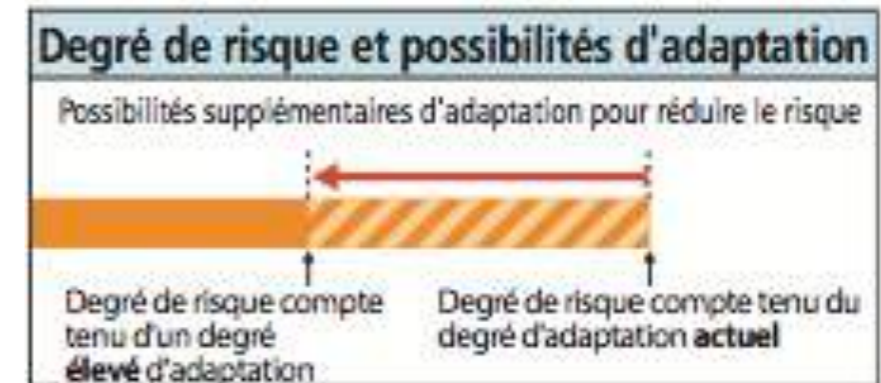 Degré de risque et possibilités d'adaptation
Possibilités supplémentaires d'adaptation pour réduire le risque
Degré de risque compte
tenu d'un degré
élevé d'adaptation
Degré de risque compte tenu du
degré d'adaptation actuel